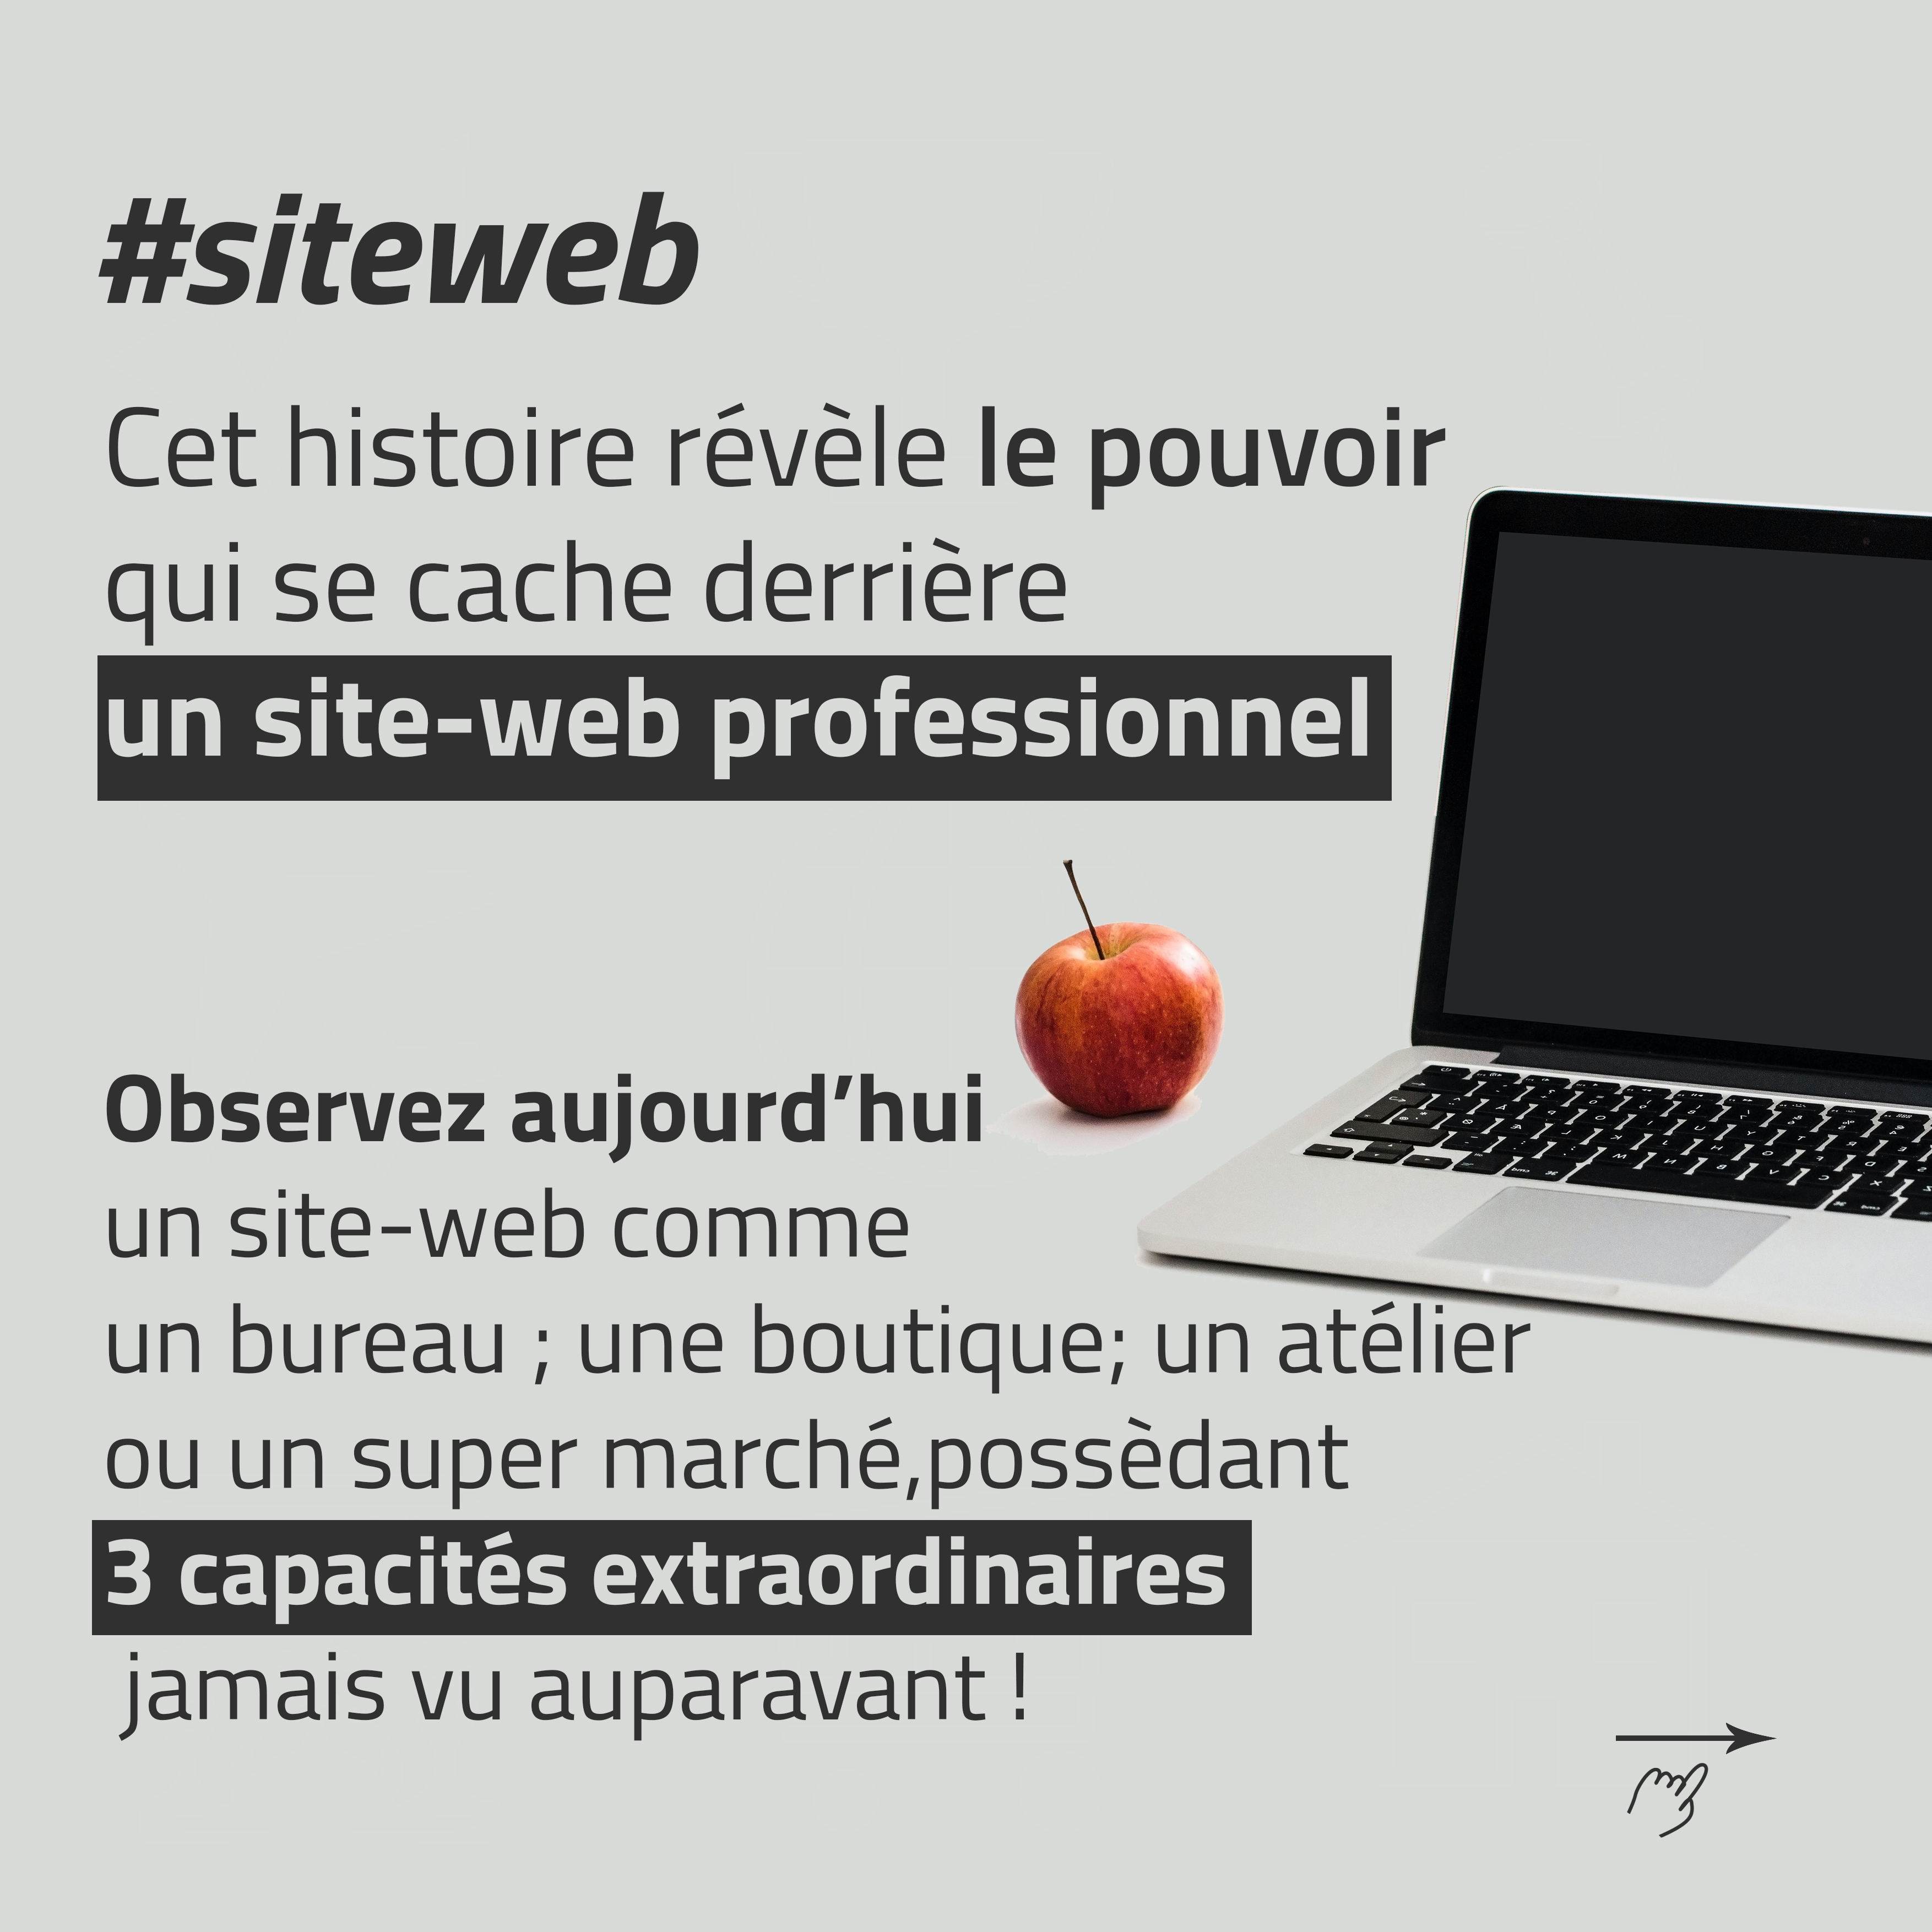 #siteweb
Cet histoire révèle le pouvoir
qui se cache derrière
un site-web professionnel
Observez aujourd’hui
un site-web comme
un bureau ; une boutique; un atélier
ou un super marché,possèdant
3 capacités extraordinaires
jamais vu auparavant !